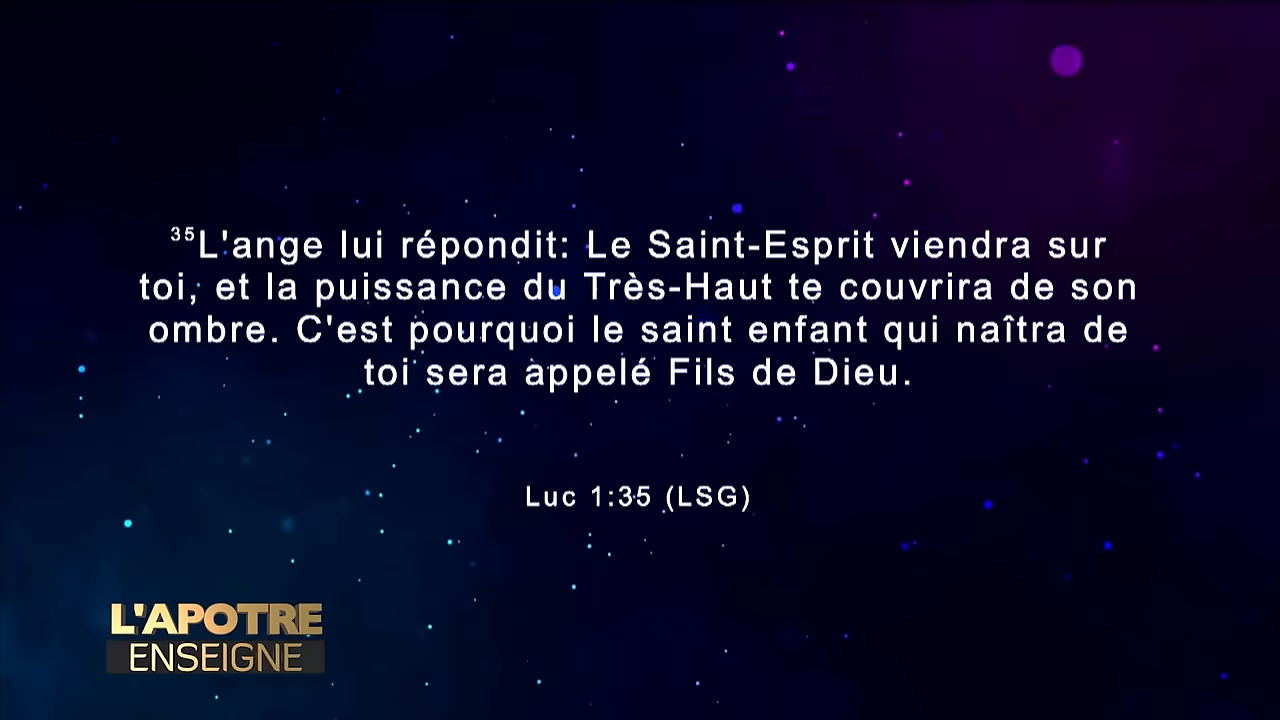 ³⁵L'ange lui répondit: Le Saint-Esprit viendra sur
toi, et la puissance du Très-Haut te couvrira de son
ombre. C'est pourquoi le saint enfant qui naîtra de
toi sera appelé Fils de Dieu.
Luc 1:35 (LSG)
L'APOTRE
ENSEIGNE